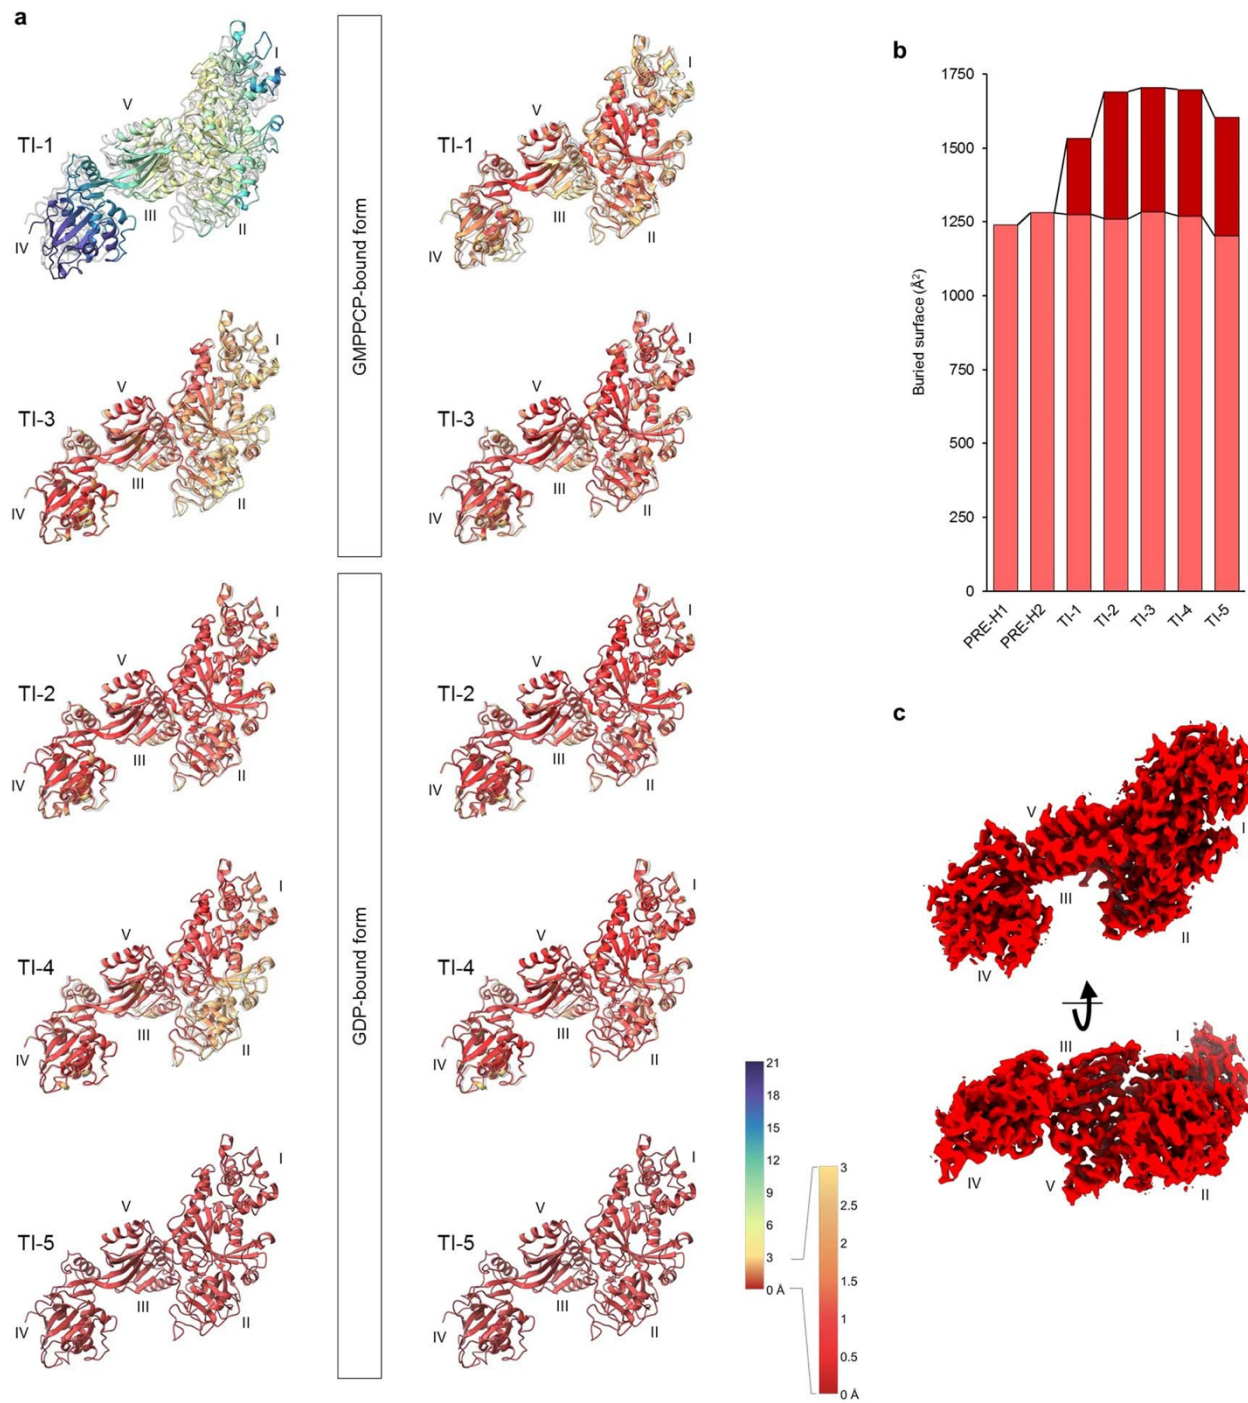 a
TI-1
V
I
IV
III
II
TI-1
V
I
IV
III
II
TI-3
V
I
IV
III
II
TI-3
V
I
IV
III
II
GMPPCP-bound form
TI-2
V
I
IV
III
II
TI-2
V
I
IV
III
II
TI-4
V
I
IV
III
II
TI-4
V
I
IV
III
II
TI-5
V
I
IV
III
II
TI-5
V
I
IV
III
II
GDP-bound form
21
18
15
12
9
6
3
0 Å
3
2.5
2
1.5
1
0.5
0 Å
b
Buried surface (Å²)
1750
1500
1250
1000
750
500
250
0
PRE-H1
PRE-H2
TI-1
TI-2
TI-3
TI-4
TI-5
c
V
I
III
II
IV
III
I
IV
V
II